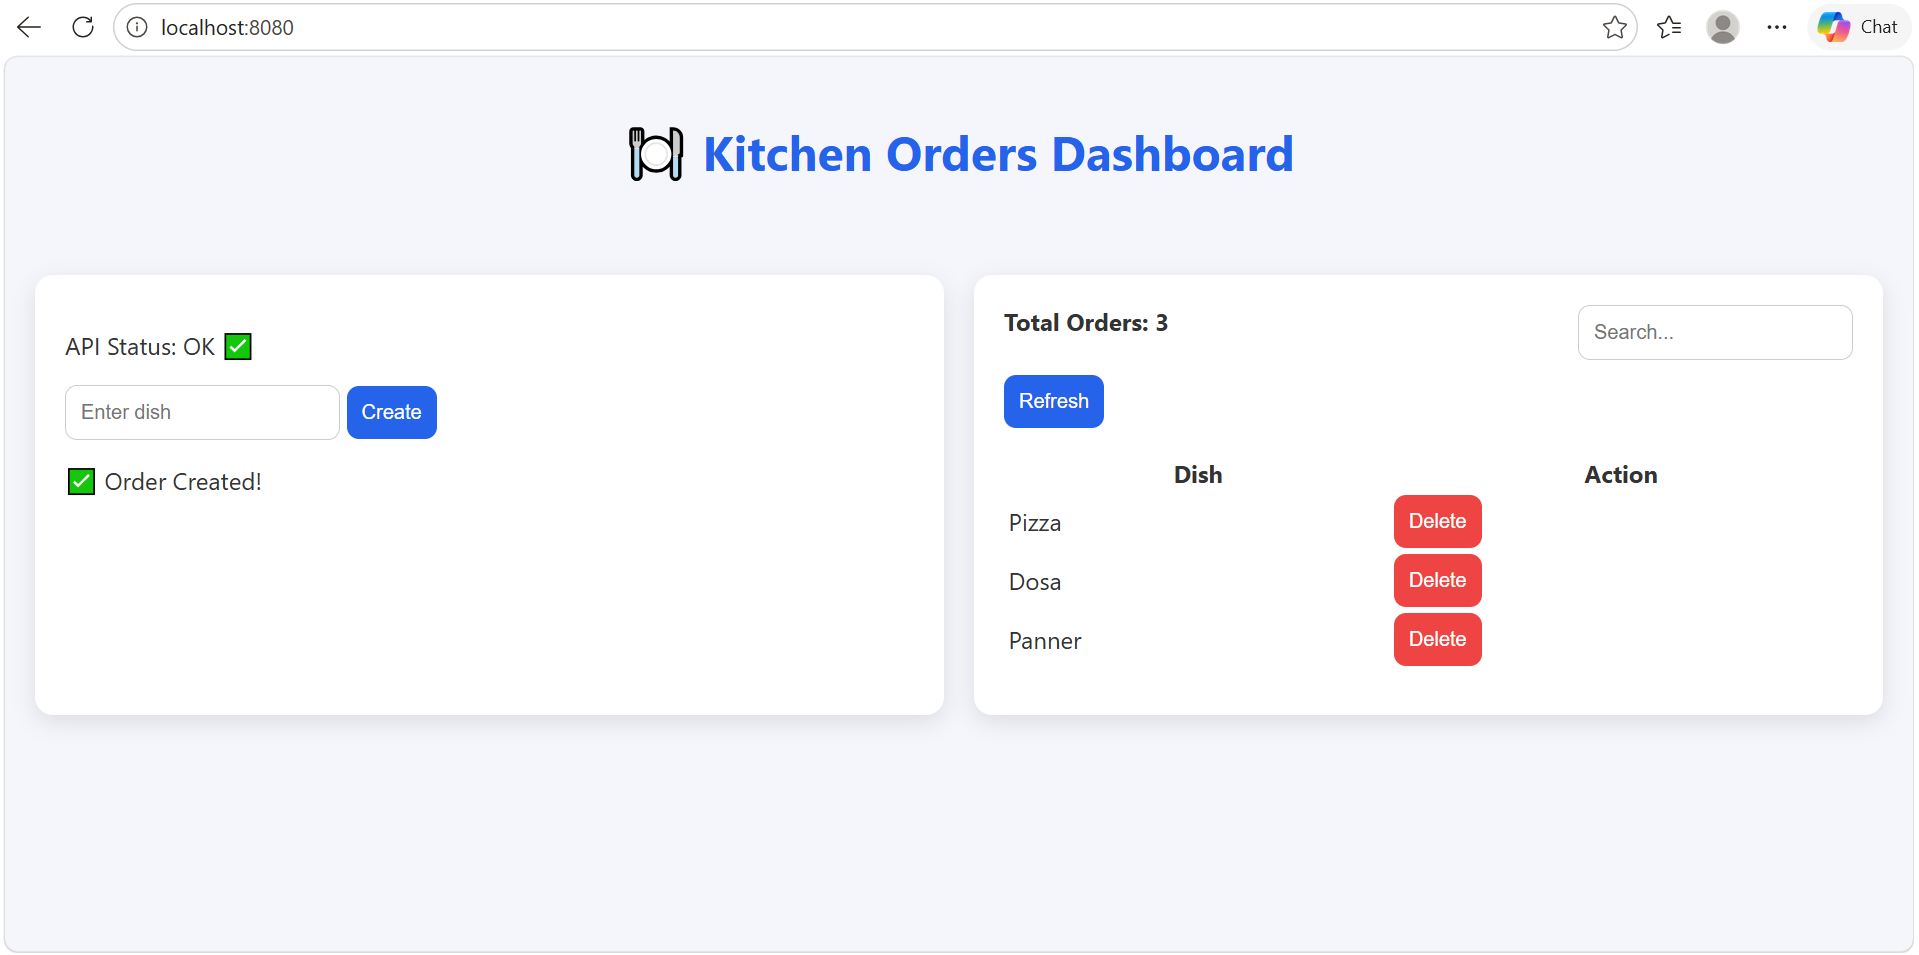 localhost:8080
Chat
Kitchen Orders Dashboard
API Status: OK ✅
Enter dish
Create
✅ Order Created!
Total Orders: 3
Search...
Refresh
Dish Action
Pizza Delete
Dosa Delete
Panner Delete